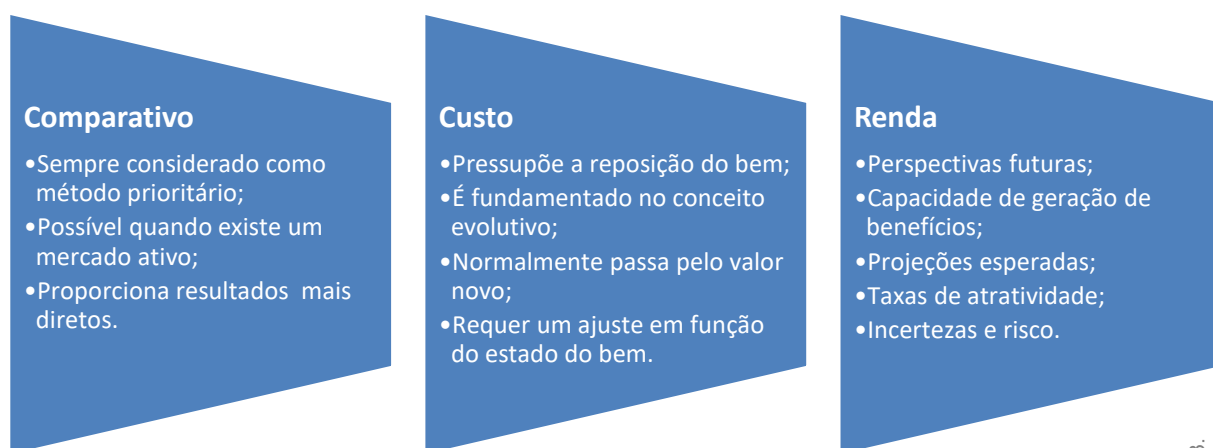 Comparativo
•Sempre considerado como
método prioritário;
•Possível quando existe um
mercado ativo;
•Proporciona resultados mais
diretos.
Custo
•Pressupõe a reposição do bem;
•É fundamentado no conceito
evolutivo;
•Normalmente passa pelo valor
novo;
•Requer um ajuste em função
do estado do bem.
Renda
•Perspectivas futuras;
•Capacidade de geração de
benefícios;
•Projeções esperadas;
•Taxas de atratividade;
•Incertezas e risco.